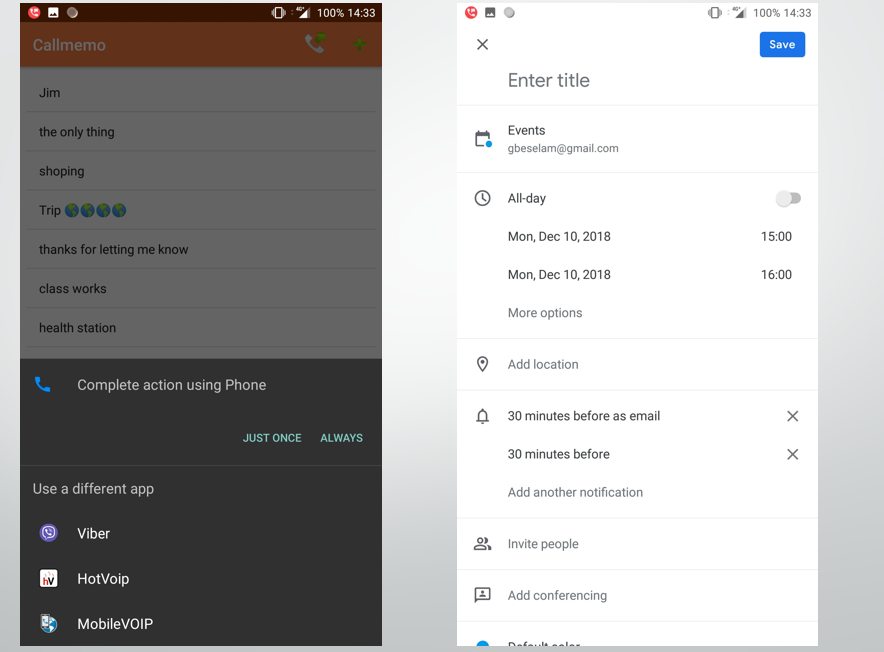 100% 14:33
Callmemo
Jim
the only thing
shoping
Trip 🌏🌏🌏🌏
thanks for letting me know
class works
health station
Complete action using Phone
JUST ONCE ALWAYS
Use a different app
Viber
hV HotVoip
MobileVOIP
100% 14:33
Save
Enter title
Events
gbeselam@gmail.com
All-day
Mon, Dec 10, 2018 15:00
Mon, Dec 10, 2018 16:00
More options
Add location
30 minutes before as email
30 minutes before
Add another notification
Invite people
Add conferencing
Default color